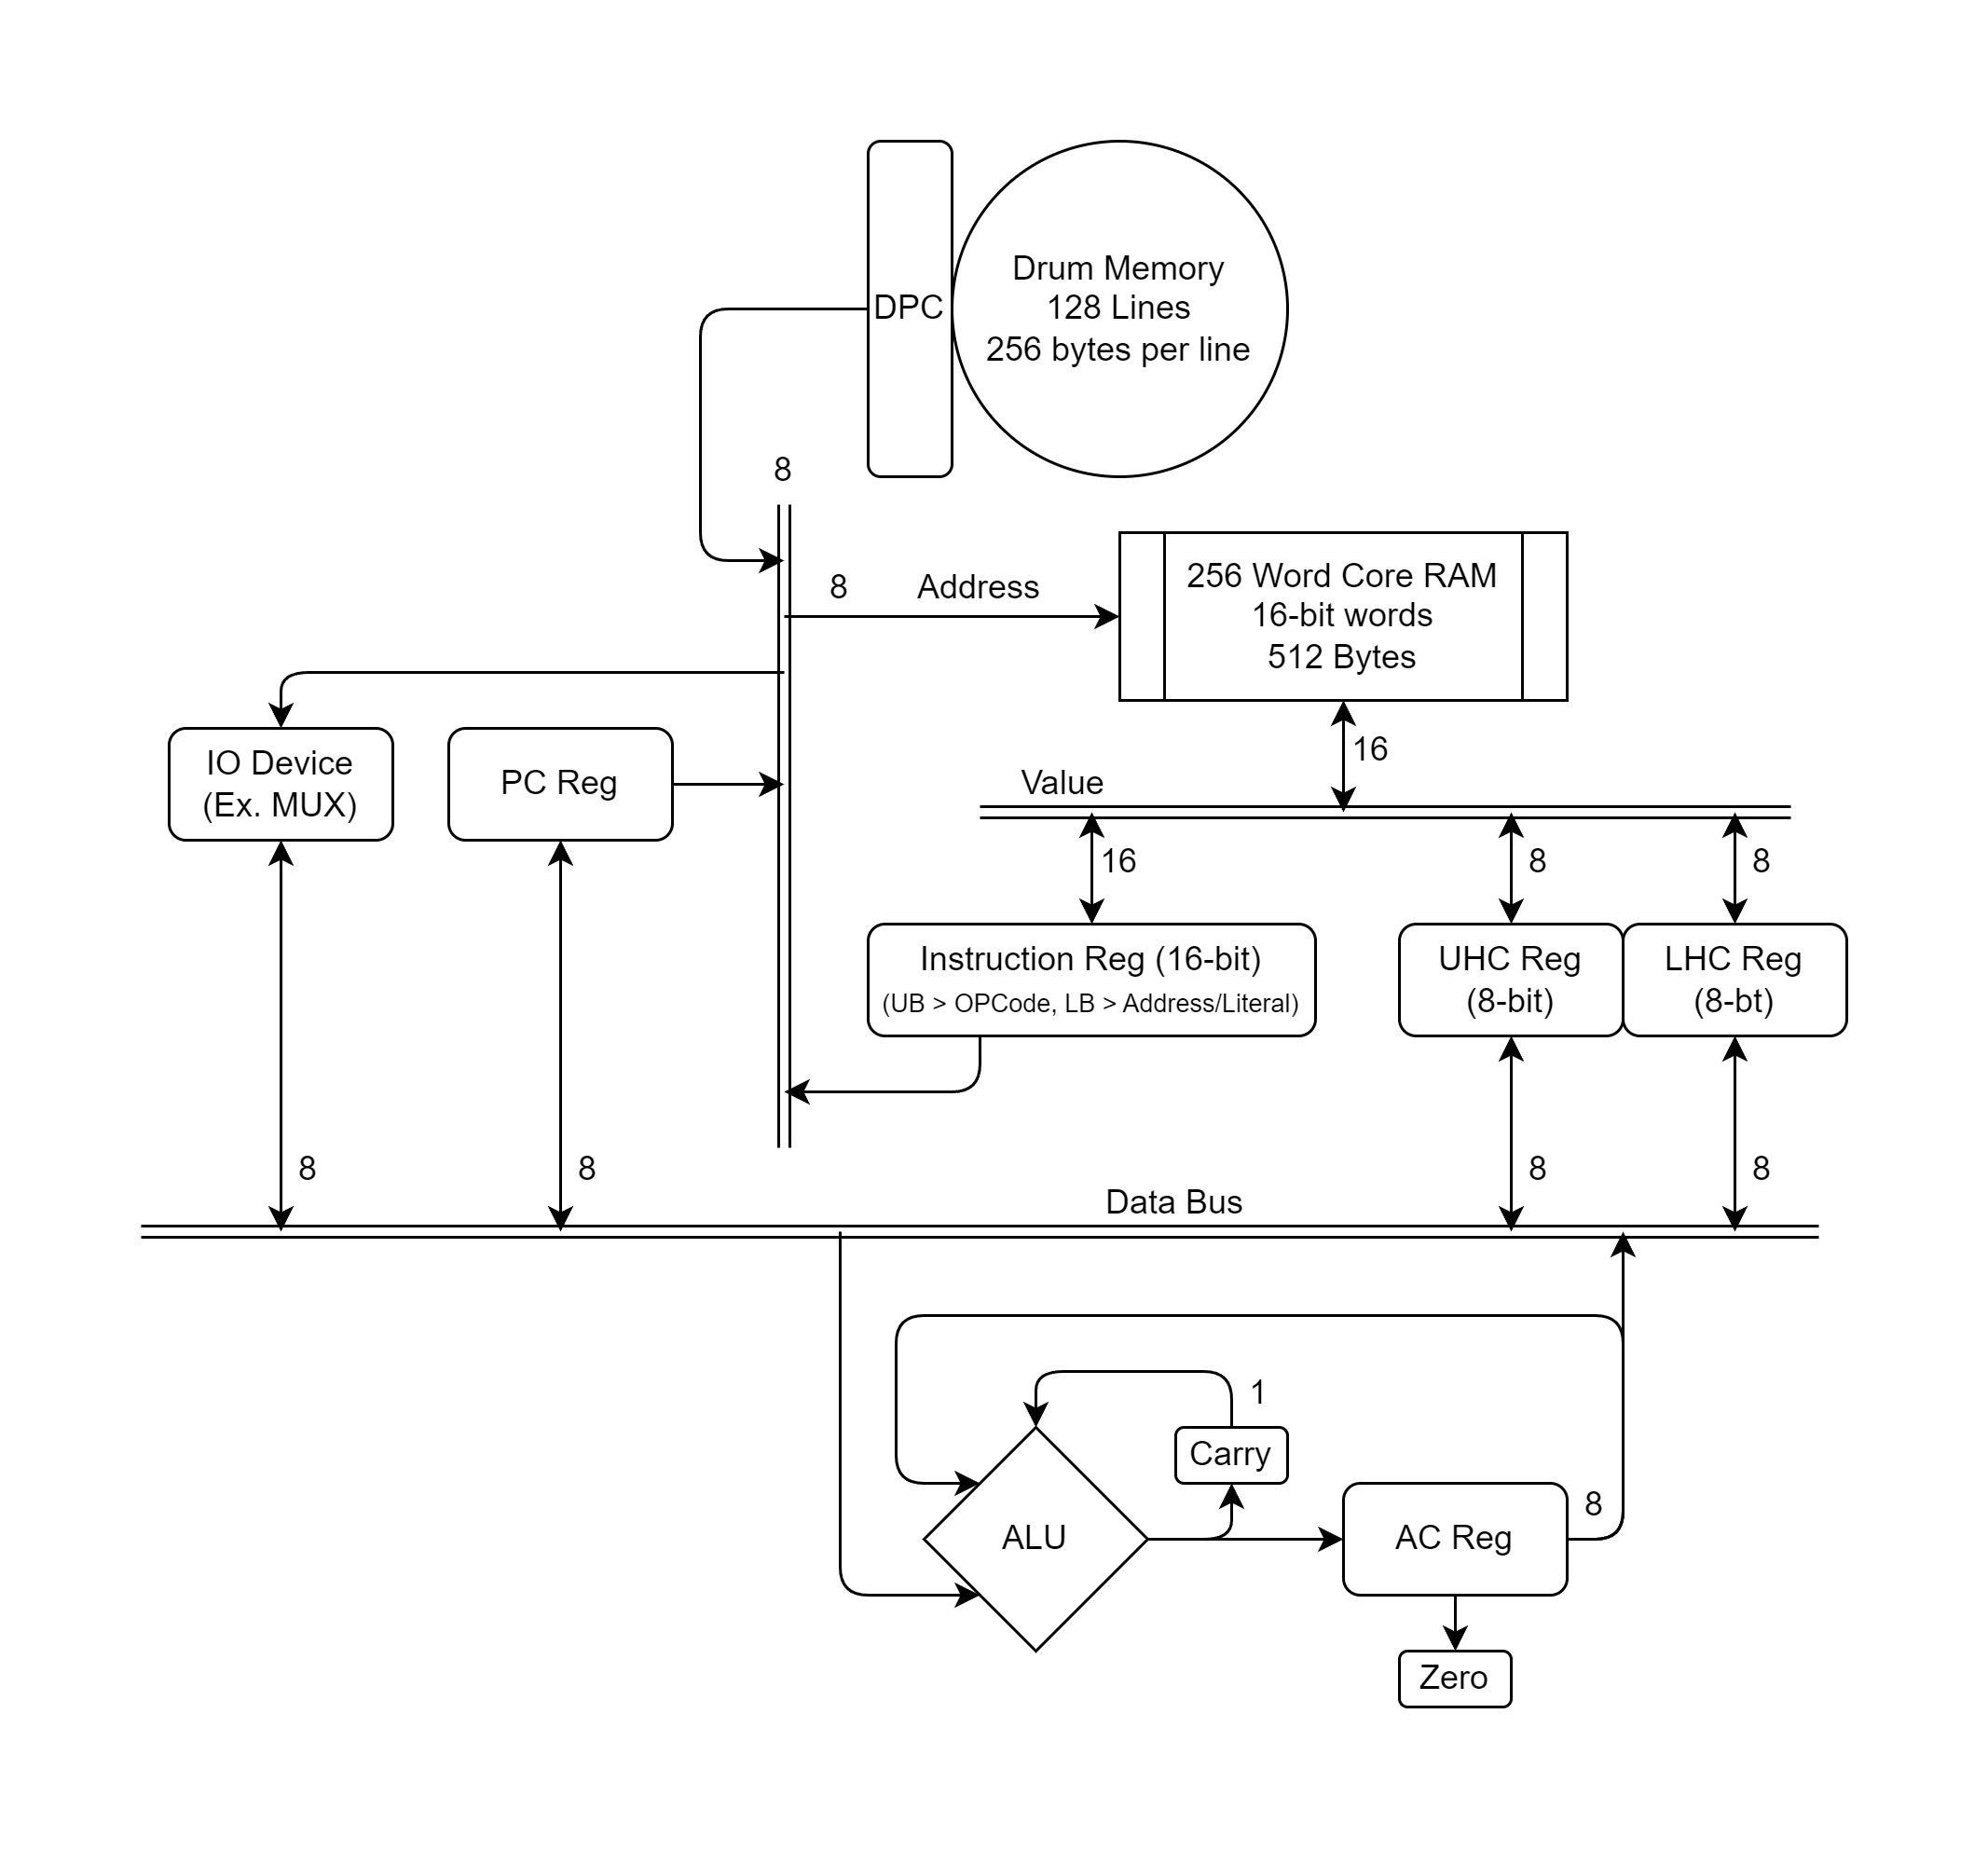 DPC
Drum Memory
128 Lines
256 bytes per line
8
8
Address
256 Word Core RAM
16-bit words
512 Bytes
16
IO Device
(Ex. MUX)
PC Reg
Value
16
8
8
Instruction Reg (16-bit)
(UB > OPCode, LB > Address/Literal)
UHC Reg
(8-bit)
LHC Reg
(8-bt)
8
8
8
8
Data Bus
1
Carry
ALU
8
AC Reg
Zero